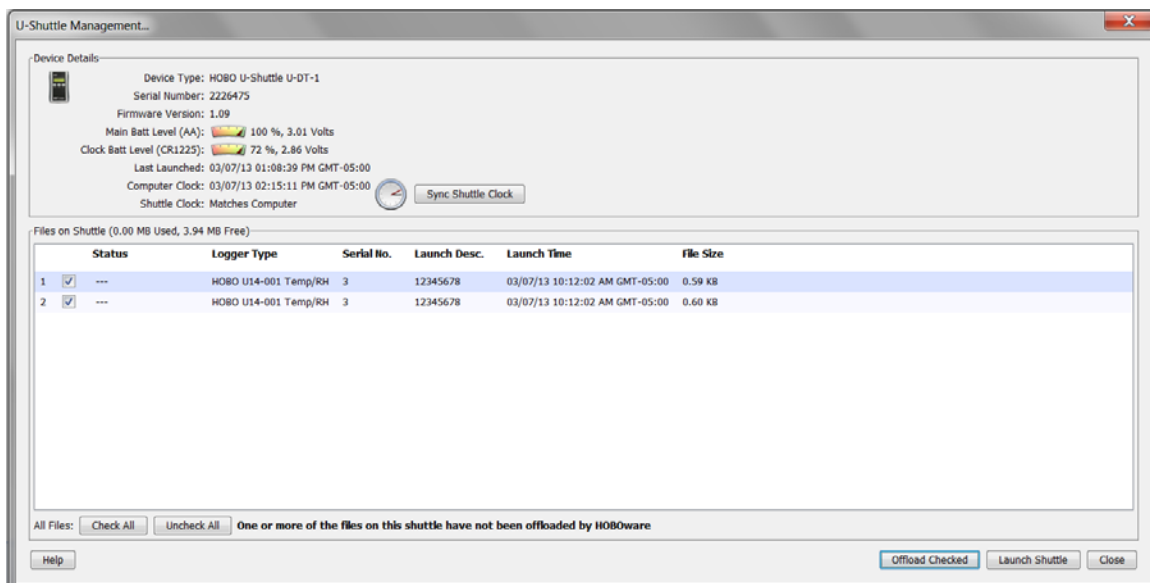 U-Shuttle Management...
Device Details
Device Type: HOBO U-Shuttle U-DT-1
Serial Number: 2226475
Firmware Version: 1.09
Main Batt Level (AA): 100 %, 3.01 Volts
Clock Batt Level (CR1225): 72 %, 2.86 Volts
Last Launched: 03/07/13 01:08:39 PM GMT-05:00
Computer Clock: 03/07/13 02:15:11 PM GMT-05:00
Shuttle Clock: Matches Computer
Sync Shuttle Clock
Files on Shuttle (0.00 MB Used, 3.94 MB Free)
Status Logger Type Serial No. Launch Desc. Launch Time File Size
1 --- HOBO U14-001 Temp/RH 3 12345678 03/07/13 10:12:02 AM GMT-05:00 0.59 KB
2 --- HOBO U14-001 Temp/RH 3 12345678 03/07/13 10:12:02 AM GMT-05:00 0.60 KB
All Files: Check All Uncheck All One or more of the files on this shuttle have not been offloaded by HOBOware
Help Offload Checked Launch Shuttle Close